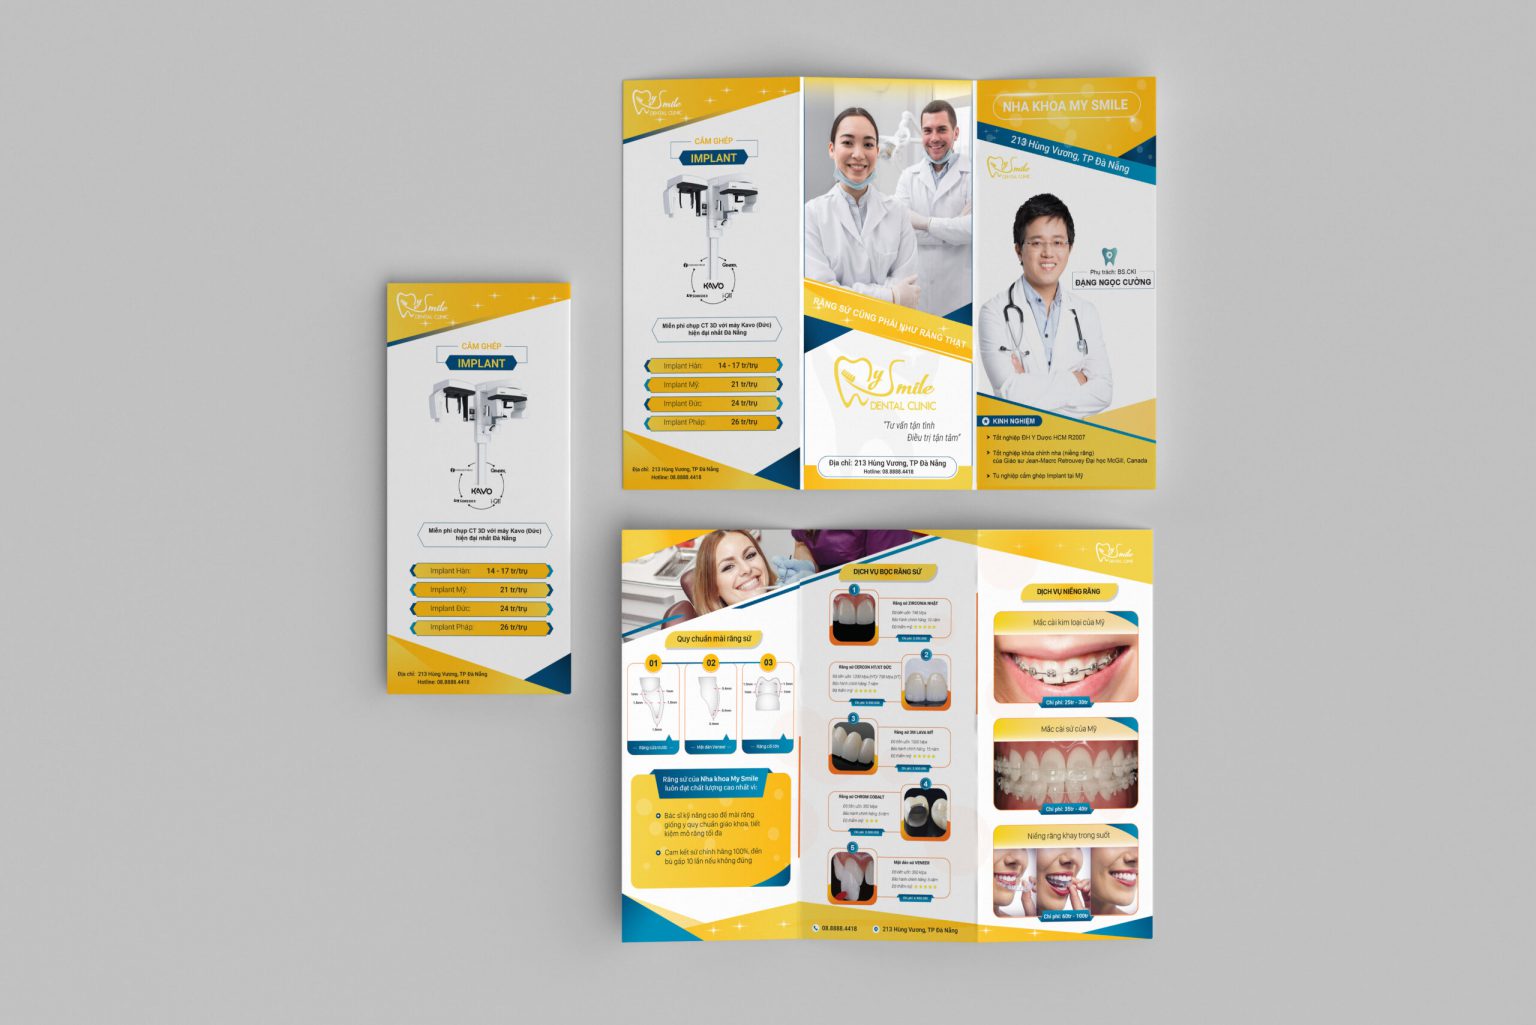 My Smile
DENTAL CLINIC
CẮM GHÉP
IMPLANT
KAVO
Miễn phí chụp CT 3D với máy Kavo (Đức)
hiện đại nhất Đà Nẵng
Implant Hàn: 14 - 17 tr/trụ
Implant Mỹ: 21 tr/trụ
Implant Đức: 24 tr/trụ
Implant Pháp: 26 tr/trụ
Địa chỉ: 213 Hùng Vương, TP Đà Nẵng
Hotline: 08.8888.4418
My Smile
DENTAL CLINIC
CẮM GHÉP
IMPLANT
KAVO
Miễn phí chụp CT 3D với máy Kavo (Đức)
hiện đại nhất Đà Nẵng
Implant Hàn: 14 - 17 tr/trụ
Implant Mỹ: 21 tr/trụ
Implant Đức: 24 tr/trụ
Implant Pháp: 26 tr/trụ
Địa chỉ: 213 Hùng Vương, TP Đà Nẵng
Hotline: 08.8888.4418
RĂNG SỨ CŨNG PHẢI NHƯ RĂNG THẬT
My Smile
DENTAL CLINIC
"Tư vấn tận tình
Điều trị tận tâm"
Địa chỉ: 213 Hùng Vương, TP Đà Nẵng
Hotline: 08.8888.4418
NHA KHOA MY SMILE
213 Hùng Vương, TP Đà Nẵng
My Smile
DENTAL CLINIC
Phụ trách: BS.CKI
ĐẶNG NGỌC CƯỜNG
KINH NGHIỆM
Tốt nghiệp ĐH Y Dược HCM R2007
Tốt nghiệp khóa chỉnh nha (niềng răng)
của Giáo sư Jean-Macrc Retrouvey Đại học McGill, Canada
Tu nghiệp cắm ghép Implant tại Mỹ
Quy chuẩn mài răng sứ
01 02 03
Răng cửa trước
Mặt dán Veneer
Răng cối lớn
Răng sứ của Nha khoa My Smile
luôn đạt chất lượng cao nhất vì:
Bác sĩ kỹ năng cao để mài răng
giống y quy chuẩn giáo khoa, tiết
kiệm mô răng tối đa
Cam kết sứ chính hãng 100%, đền
bù gấp 10 lần nếu không đúng
DỊCH VỤ BỌC RĂNG SỨ
1
Răng sứ ZIRCONIA NHẬT
2
Răng sứ CERCON HT/XT ĐỨC
3
Răng sứ 3M LAVA MỸ
4
Răng sứ CHROM COBALT
5
Mặt dán sứ VENEER
08.8888.4418
213 Hùng Vương, TP Đà Nẵng
My Smile
DENTAL CLINIC
DỊCH VỤ NIỀNG RĂNG
Mắc cài kim loại của Mỹ
Chi phí: 25tr - 30tr
Mắc cài sứ của Mỹ
Chi phí: 35tr - 40tr
Niềng răng khay trong suốt
Chi phí: 60tr - 100tr